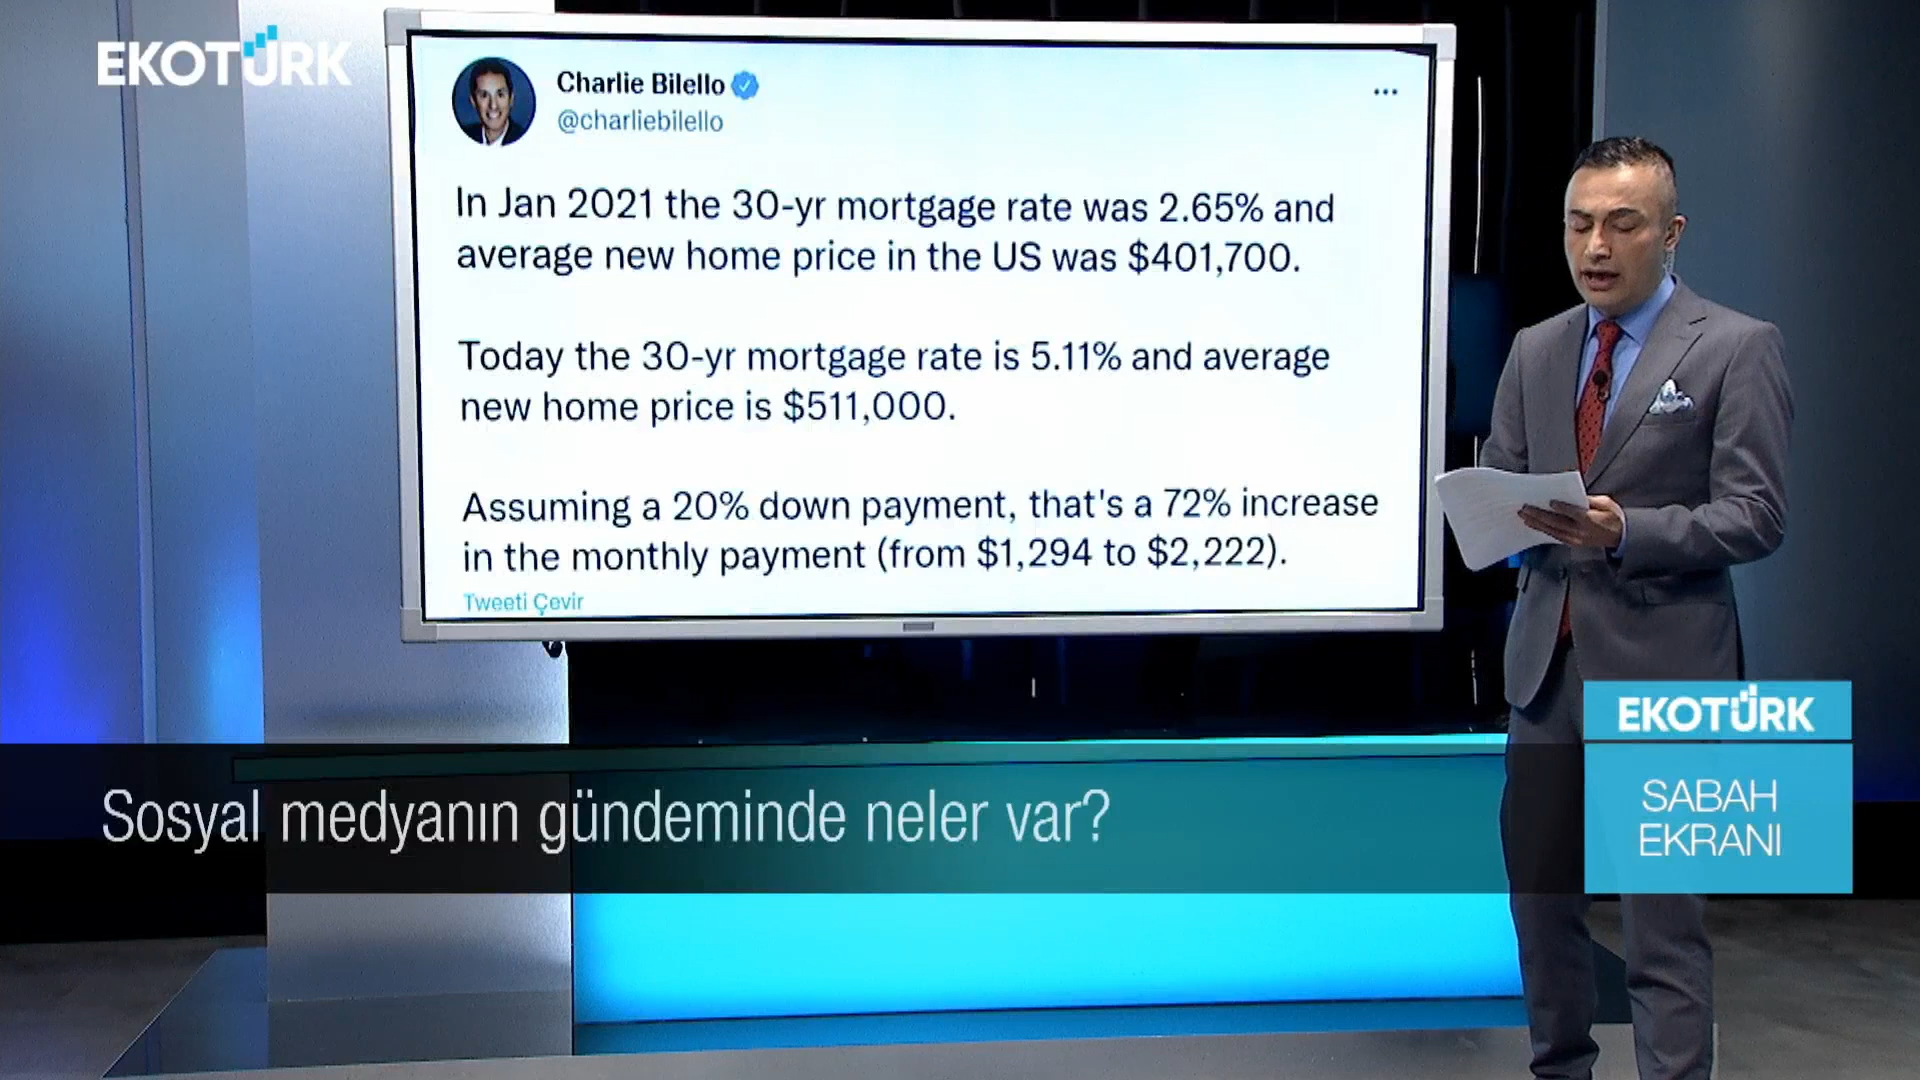 EKOTÜRK
Charlie Bilello
@charliebilello
In Jan 2021 the 30-yr mortgage rate was 2.65% and
average new home price in the US was $401,700.
Today the 30-yr mortgage rate is 5.11% and average
new home price is $511,000.
Assuming a 20% down payment, that's a 72% increase
in the monthly payment (from $1,294 to $2,222).
Tweeti Çevir
EKOTÜRK
SABAH
EKRANI
Sosyal medyanın gündeminde neler var?